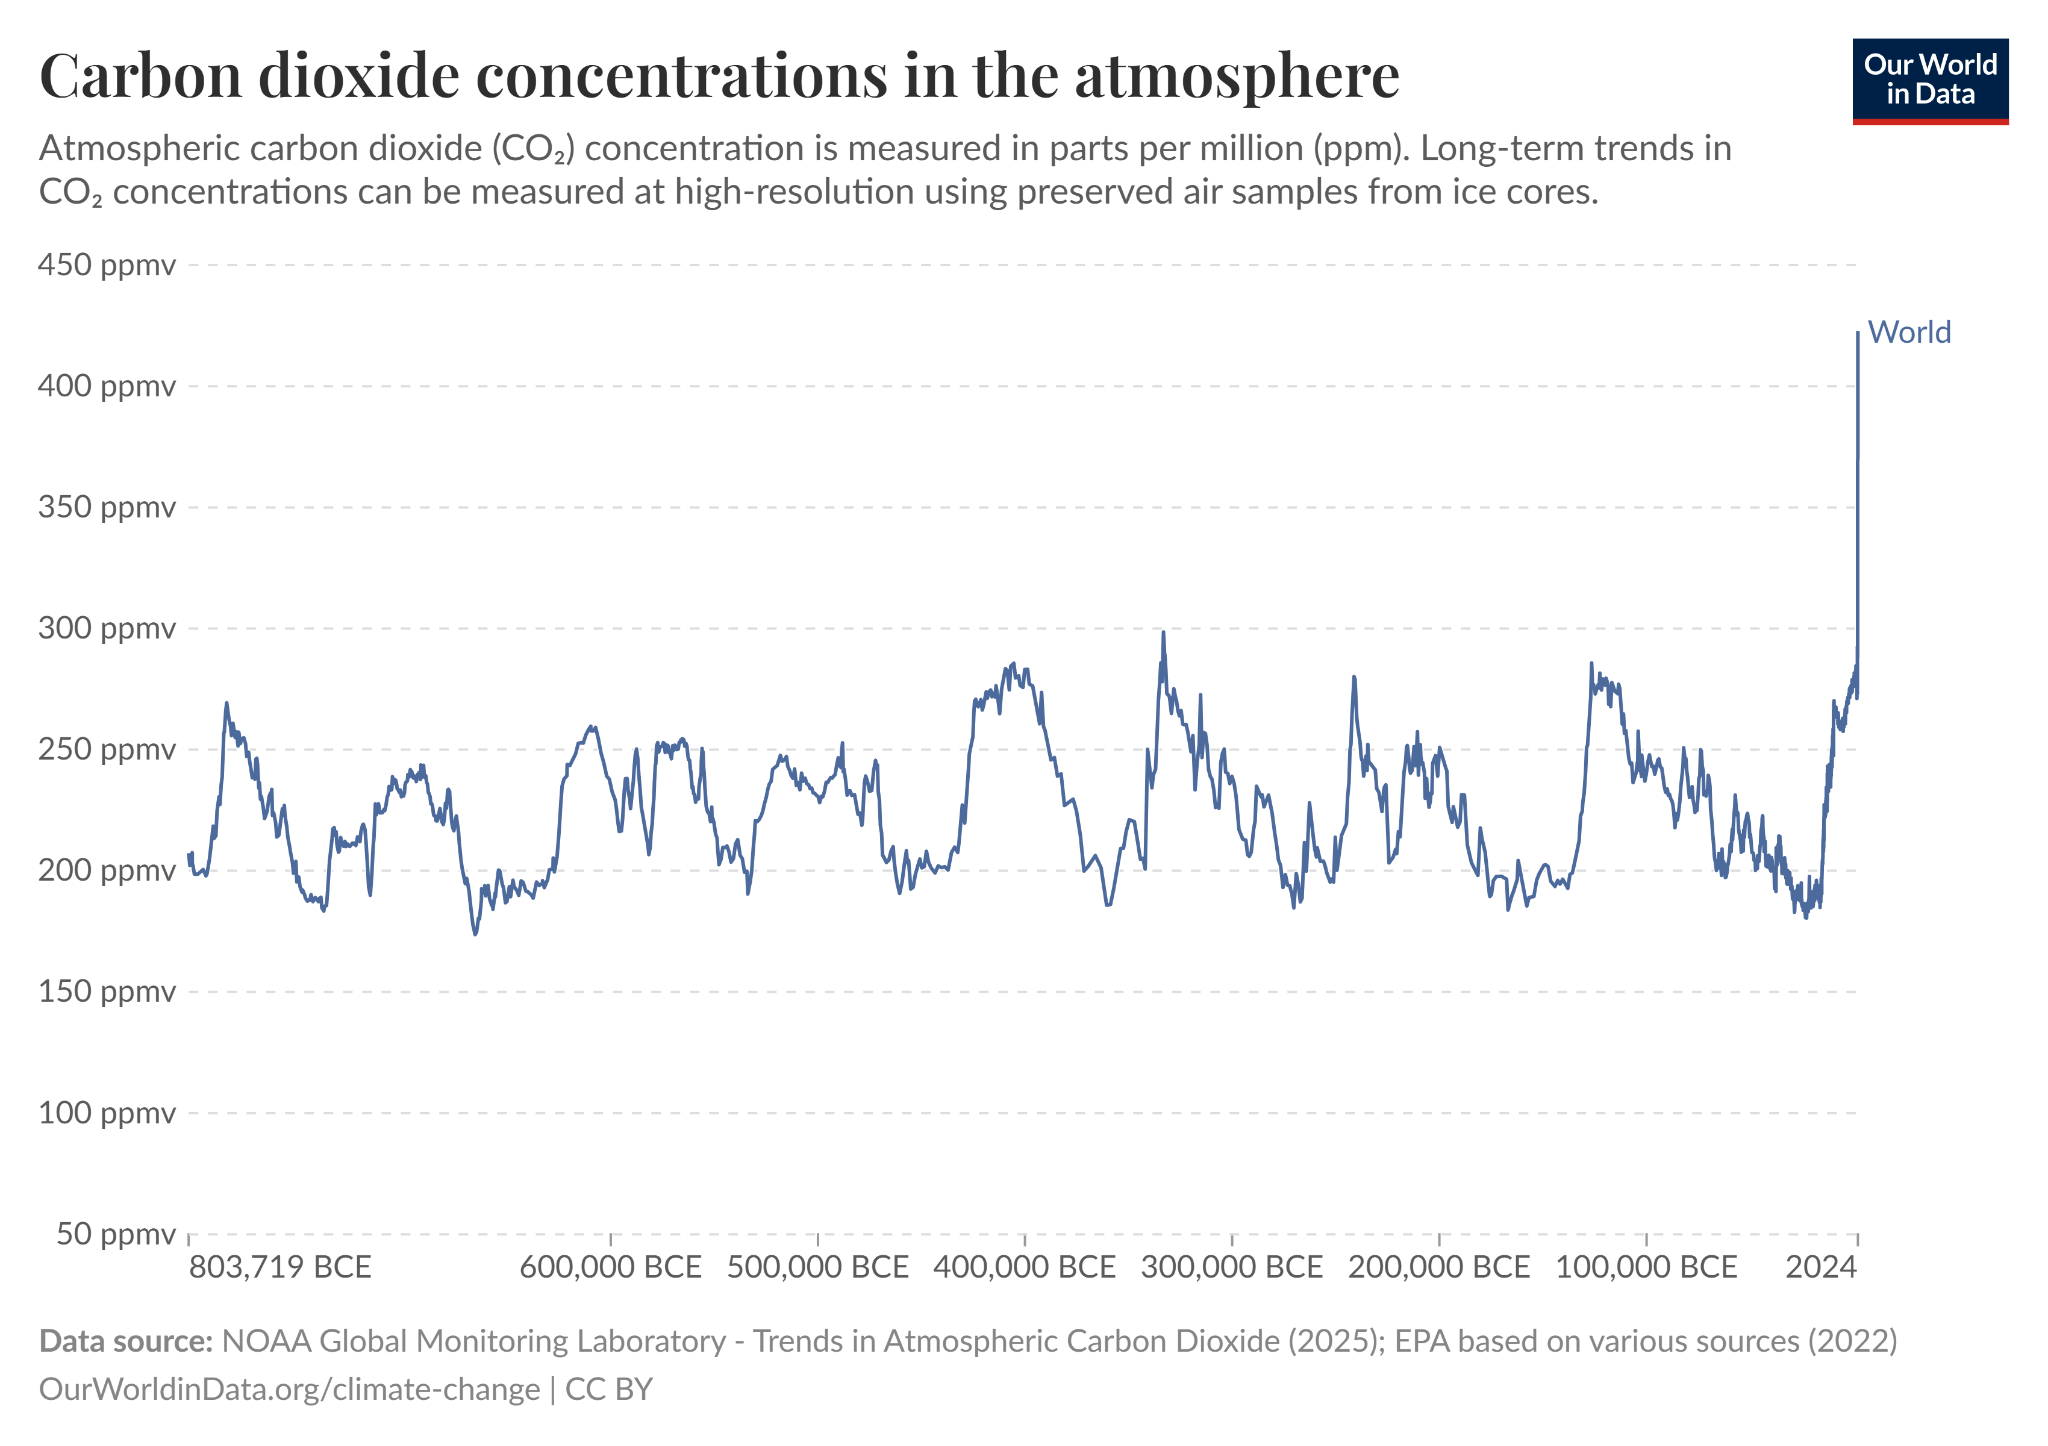 Carbon dioxide concentrations in the atmosphere
Our World
in Data
Atmospheric carbon dioxide (CO₂) concentration is measured in parts per million (ppm). Long-term trends in
CO₂ concentrations can be measured at high-resolution using preserved air samples from ice cores.
450 ppmv
World
400 ppmv
350 ppmv
300 ppmv
250 ppmv
200 ppmv
150 ppmv
100 ppmv
50 ppmv
803,719 BCE 600,000 BCE 500,000 BCE 400,000 BCE 300,000 BCE 200,000 BCE 100,000 BCE 2024
Data source: NOAA Global Monitoring Laboratory - Trends in Atmospheric Carbon Dioxide (2025); EPA based on various sources (2022)
OurWorldinData.org/climate-change | CC BY